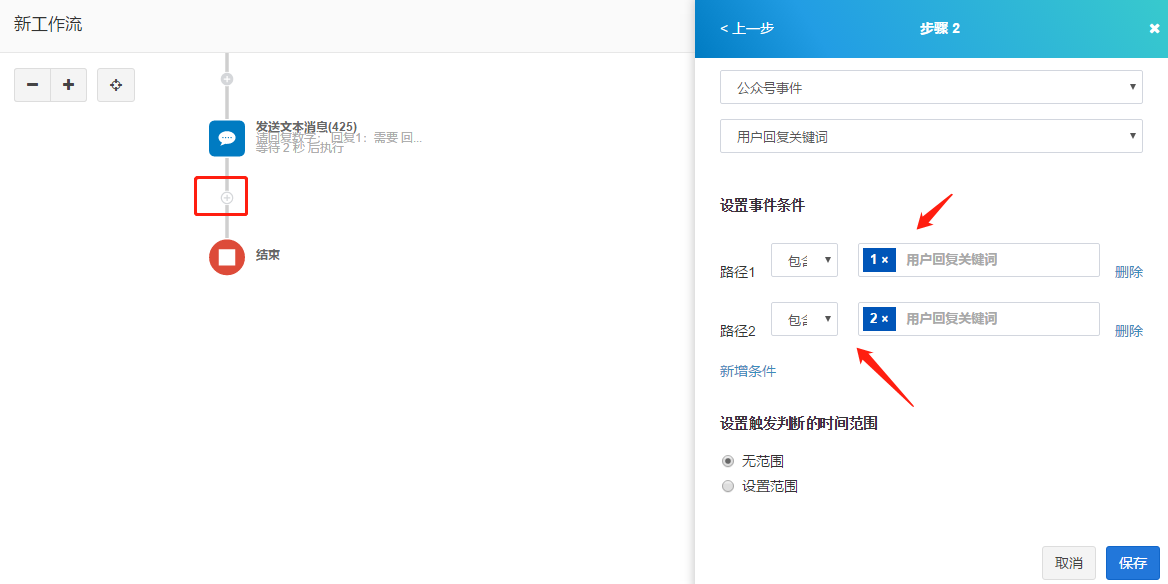 新工作流
发送文本消息(425)
请回复数字: 回复1：需要 回...
等待 2 秒 后执行
结束
< 上一步
步骤 2
公众号事件
用户回复关键词
设置事件条件
路径1 包含 1 × 用户回复关键词 删除
路径2 包含 2 × 用户回复关键词 删除
新增条件
设置触发判断的时间范围
无范围
设置范围
取消 保存